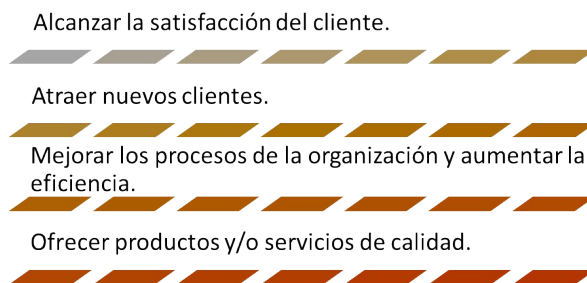 Alcanzar la satisfacción del cliente.
Atraer nuevos clientes.
Mejorar los procesos de la organización y aumentar la
eficiencia.
Ofrecer productos y/o servicios de calidad.